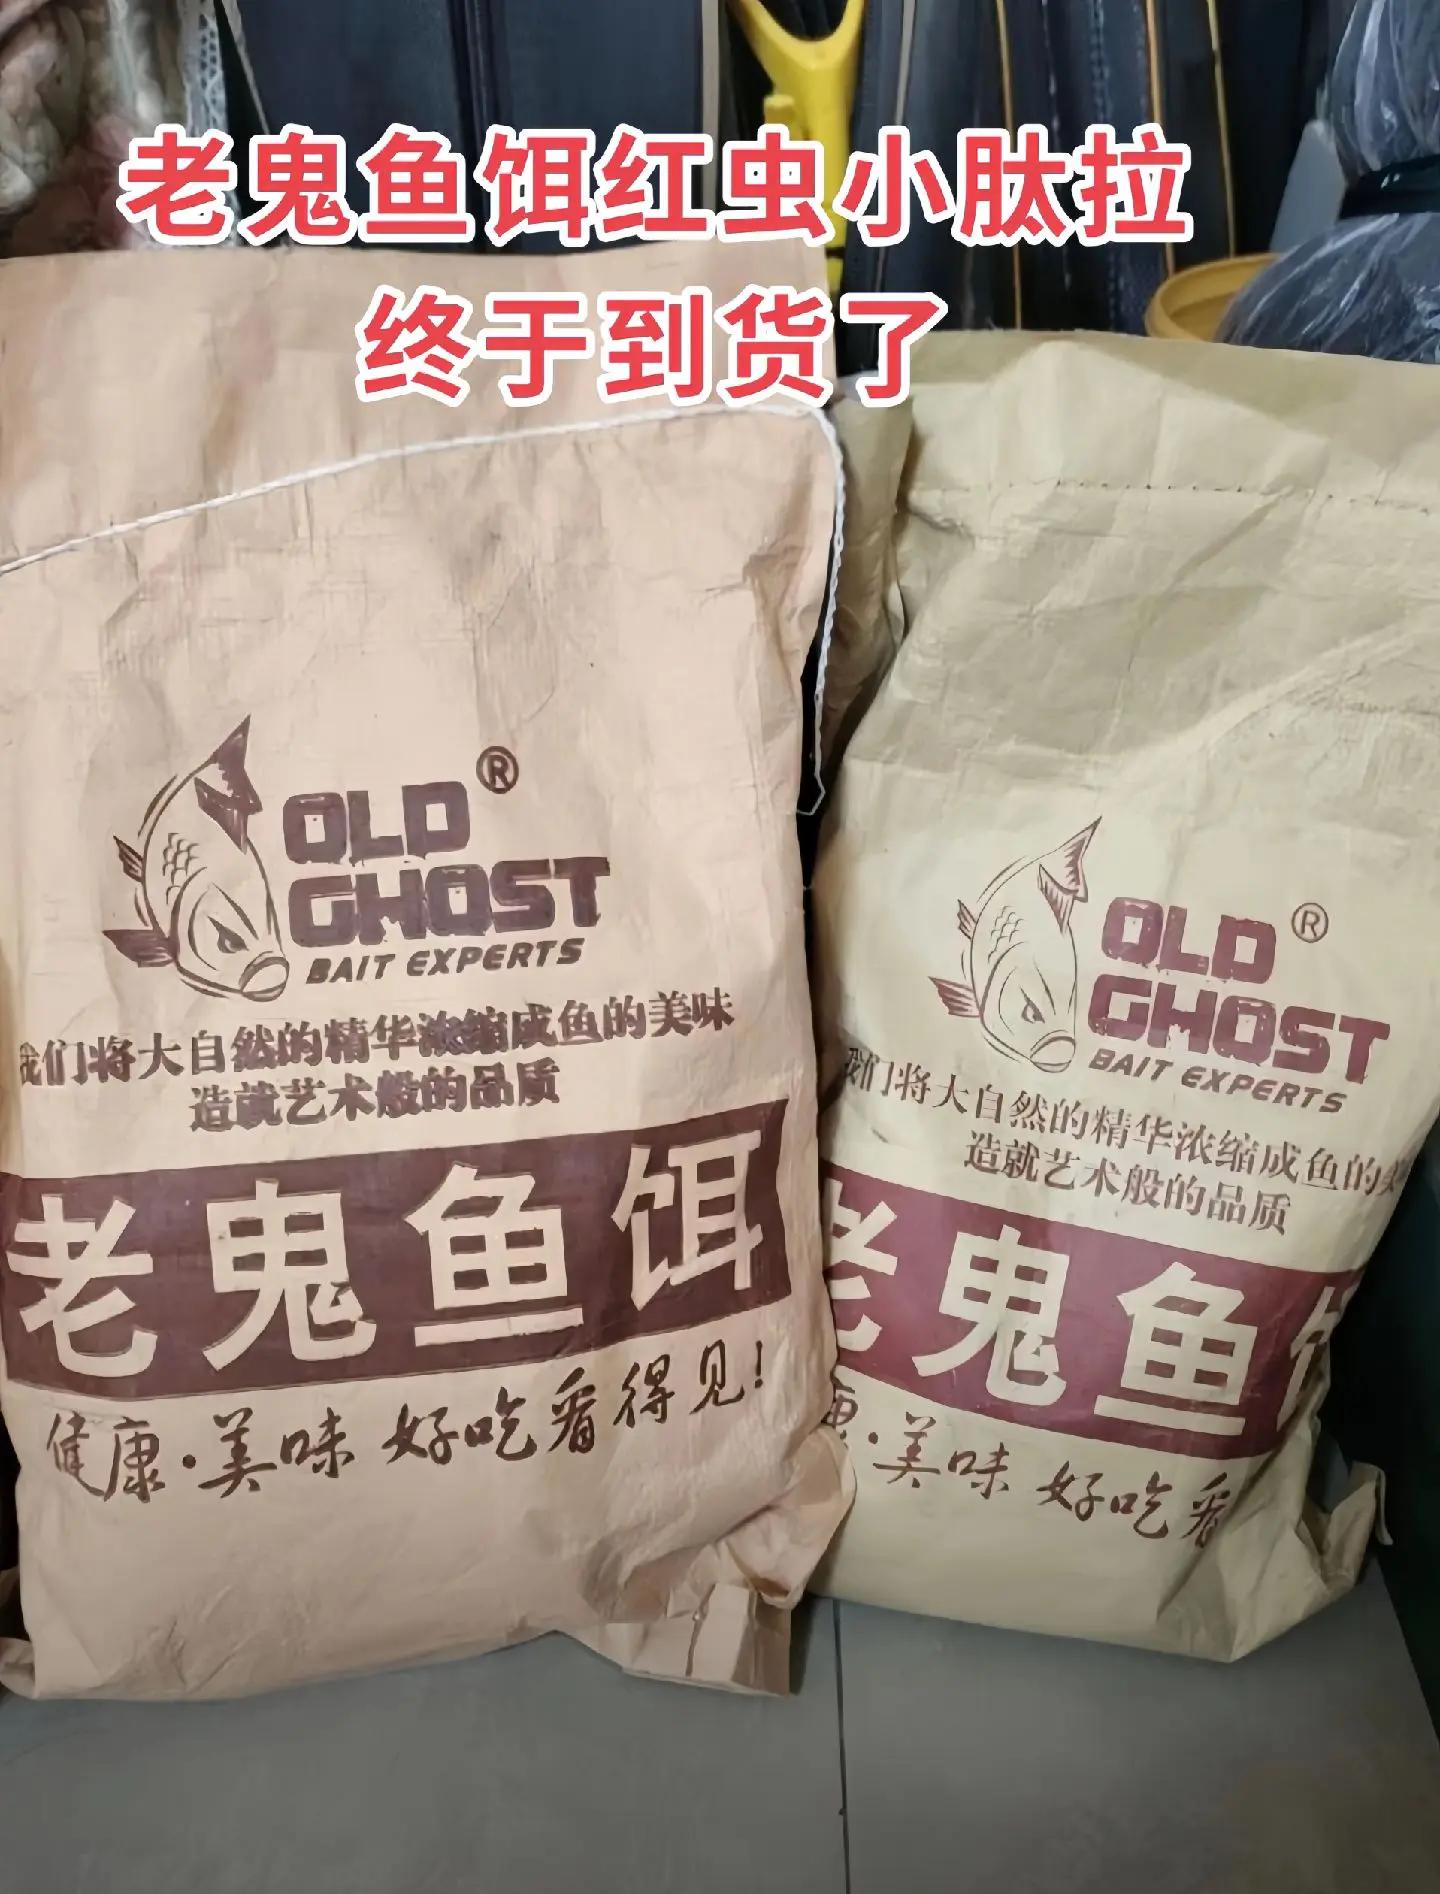 老鬼鱼饵红虫小肽拉
终于到货了
OLD ®
GHOST
BAIT EXPERTS
我们将大自然的精华浓缩成鱼的美味
造就艺术般的品质
老鬼鱼饵
健康·美味 好吃看得见!
OLD ®
GHOST
BAIT EXPERTS
我们将大自然的精华浓缩成鱼的美
造就艺术般的品质
老鬼鱼饵
康·美味 好吃看